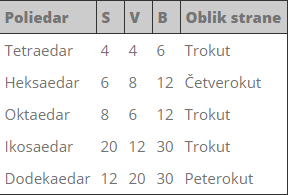 Poliedar S V B Oblik strane
Tetraedar 4 4 6 Trokut
Heksaedar 6 8 12 Četverokut
Oktaedar 8 6 12 Trokut
Ikosaedar 20 12 30 Trokut
Dodekaedar 12 20 30 Peterokut